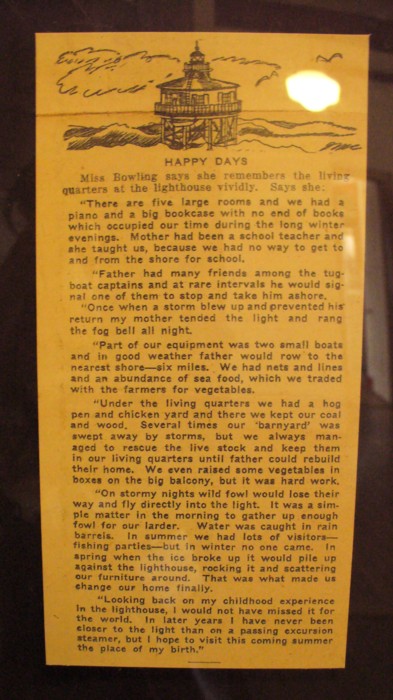 HAPPY DAYS
Miss Bowling says she remembers the living
quarters at the lighthouse vividly. Says she:
"There are five large rooms and we had a
piano and a big bookcase with no end of books
which occupied our time during the long winter
evenings. Mother had been a school teacher and
she taught us, because we had no way to get to
and from the shore for school.
"Father had many friends among the tug-
boat captains and at rare intervals he would sig-
nal one of them to stop and take him ashore.
"Once when a storm blew up and prevented his
return my mother tended the light and rang
the fog bell all night.
"Part of our equipment was two small boats
and in good weather father would row to the
nearest shore—six miles. We had nets and lines
and an abundance of sea food, which we traded
with the farmers for vegetables.
"Under the living quarters we had a hog
pen and chicken yard and there we kept our coal
and wood. Several times our 'barnyard' was
swept away by storms, but we always man-
aged to rescue the live stock and keep them
in our living quarters until father could rebuild
their home. We even raised some vegetables in
boxes on the big balcony, but it was hard work.
"On stormy nights wild fowl would lose their
way and fly directly into the light. It was a sim-
ple matter in the morning to gather up enough
fowl for our larder. Water was caught in rain
barrels. In summer we had lots of visitors—
fishing parties—but in winter no one came. In
spring when the ice broke up it would pile up
against the lighthouse, rocking it and scattering
our furniture around. That was what made us
change our home finally.
"Looking back on my childhood experience
in the lighthouse, I would not have missed it for
the world. In later years I have never been
closer to the light than on a passing excursion
steamer, but I hope to visit this coming summer
the place of my birth."